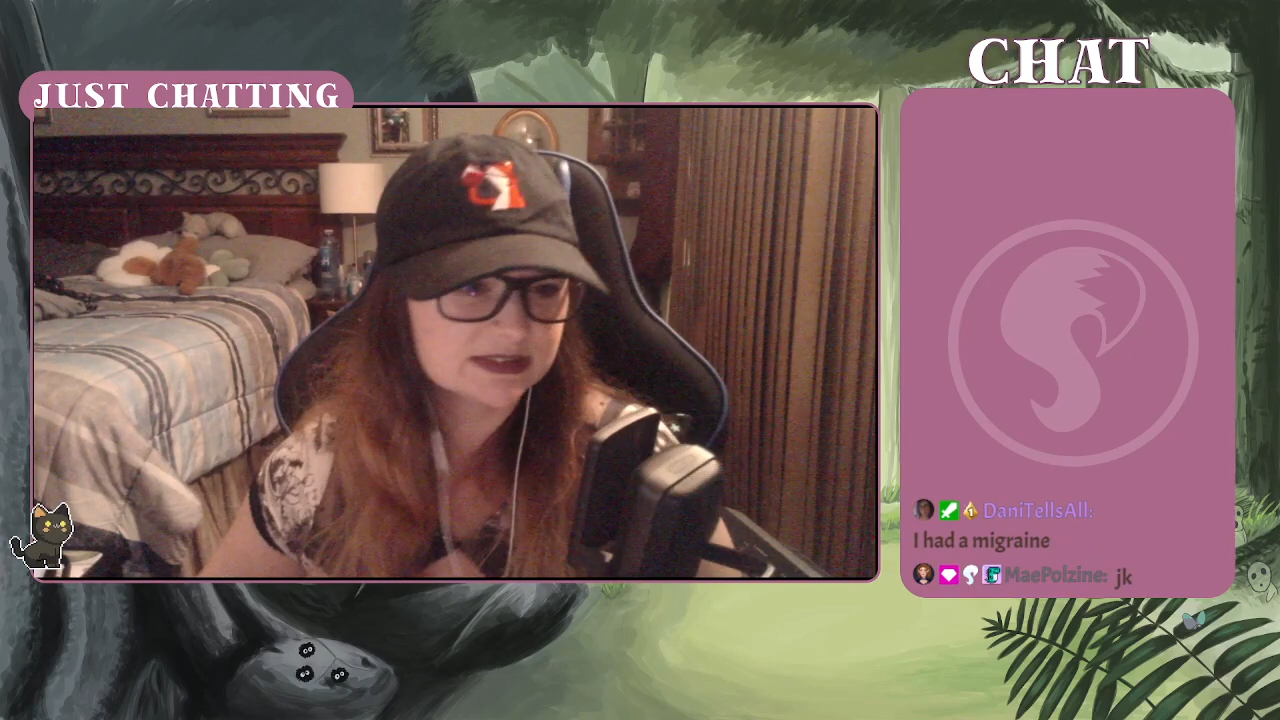 JUST CHATTING
CHAT
DaniTellsAll:
I had a migraine
MaePolzine: jk